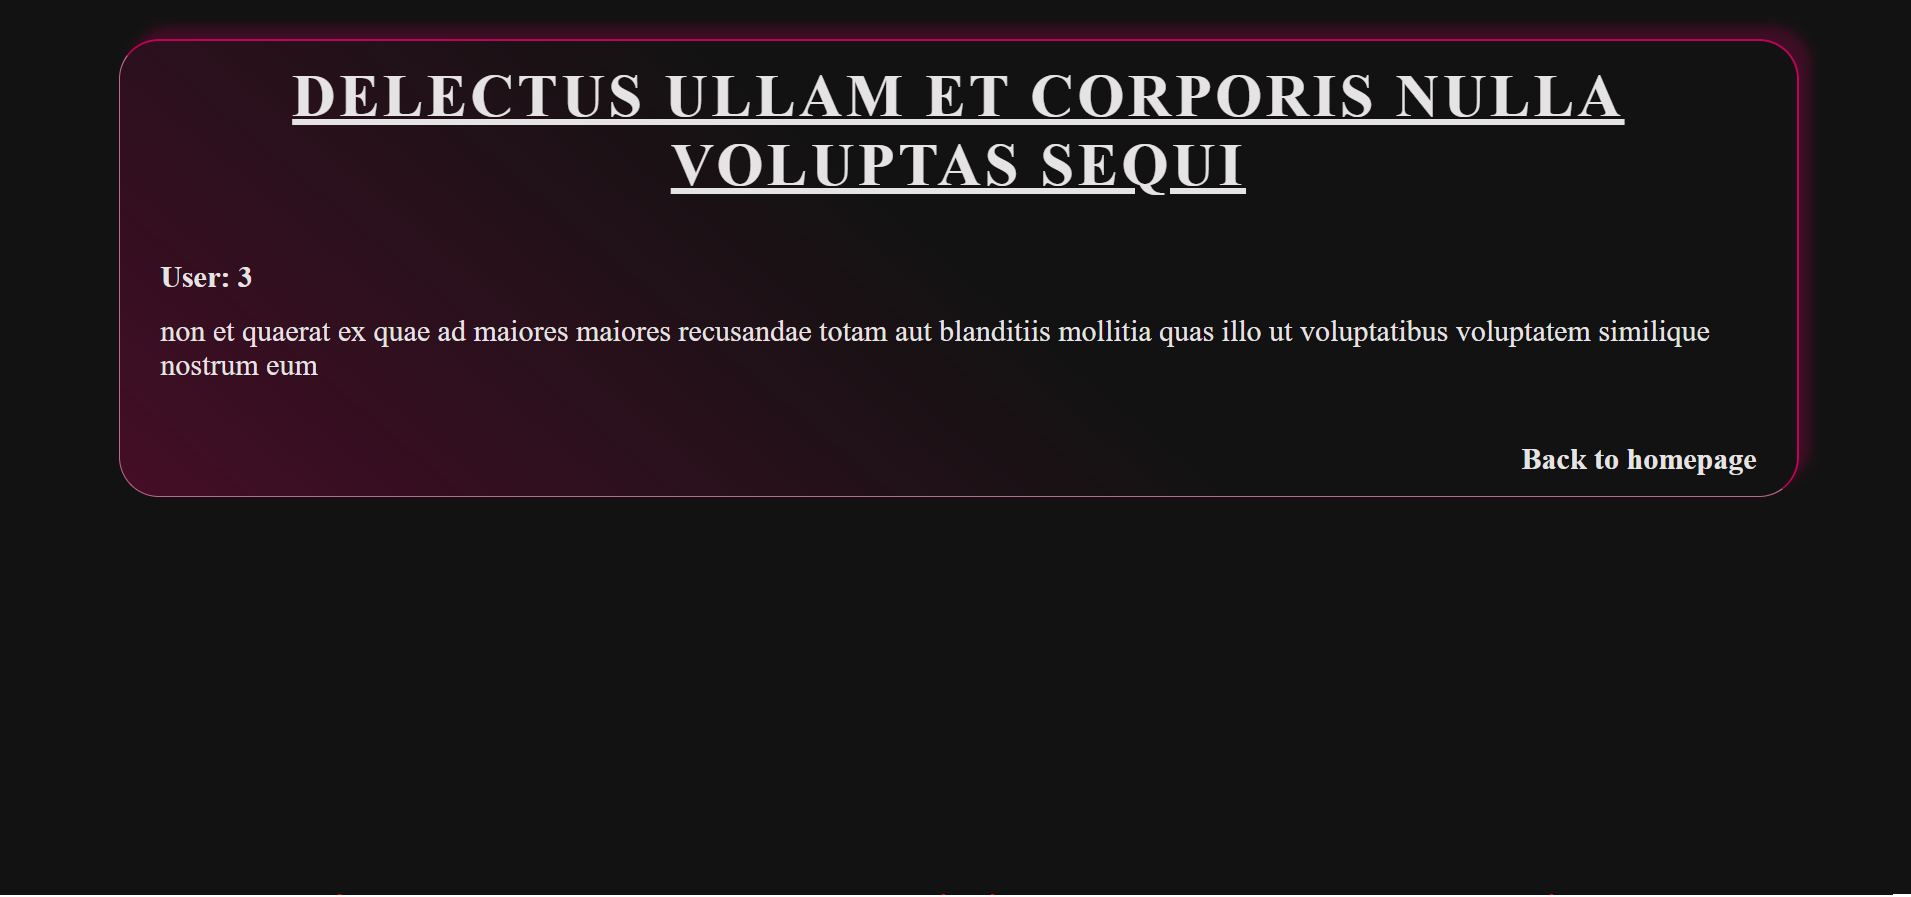 DELECTUS ULLAM ET CORPORIS NULLA
VOLUPTAS SEQUI
User: 3
non et quaerat ex quae ad maiores maiores recusandae totam aut blanditiis mollitia quas illo ut voluptatibus voluptatem similique
nostrum eum
Back to homepage